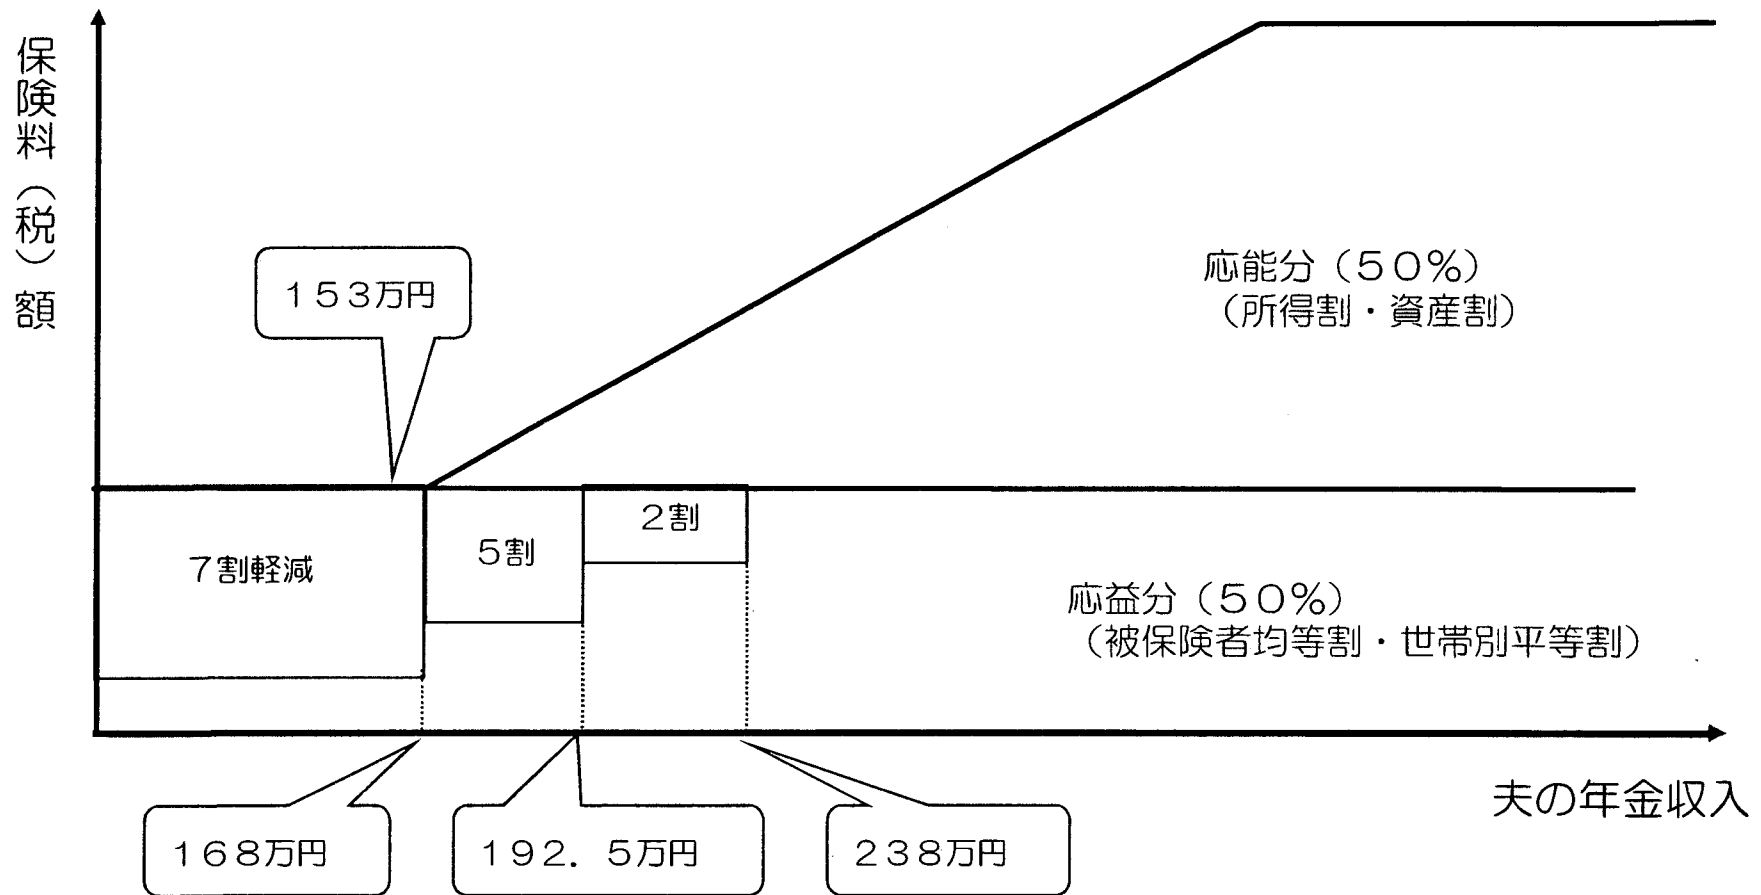 保険料（税）額
１５３万円
応能分（５０％）
（所得割・資産割）
７割軽減
５割
２割
応益分（５０％）
（被保険者均等割・世帯別平等割）
夫の年金収入
１６８万円
１９２．５万円
２３８万円